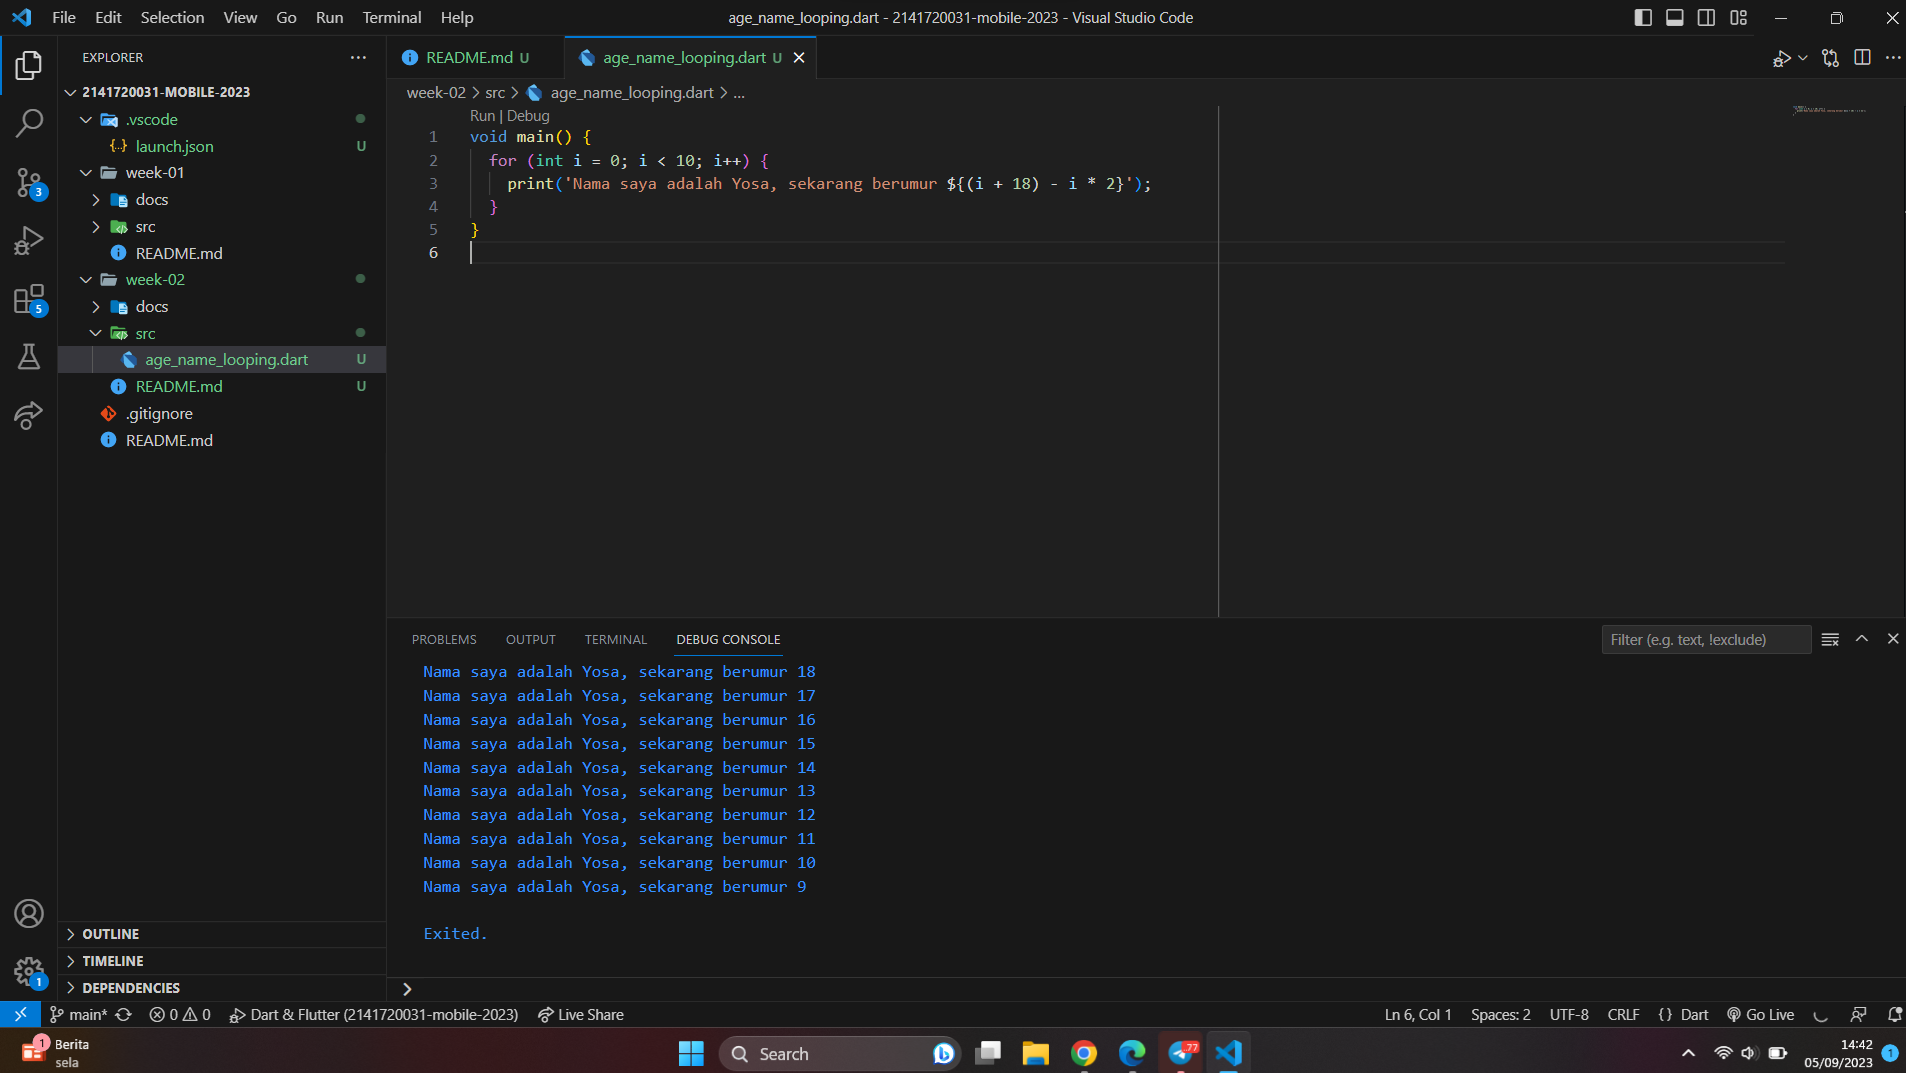 File Edit Selection View Go Run Terminal Help
age_name_looping.dart - 2141720031-mobile-2023 - Visual Studio Code
EXPLORER
2141720031-MOBILE-2023
.vscode
launch.json U
week-01
docs
src
README.md
week-02
docs
src
age_name_looping.dart U
README.md U
.gitignore
README.md
OUTLINE
TIMELINE
DEPENDENCIES
3
5
1
README.md U
age_name_looping.dart U
week-02 > src > age_name_looping.dart > ...
Run | Debug
1 void main() {
2 for (int i = 0; i < 10; i++) {
3 print('Nama saya adalah Yosa, sekarang berumur ${(i + 18) - i * 2}');
4 }
5 }
6
PROBLEMS OUTPUT TERMINAL DEBUG CONSOLE
Filter (e.g. text, !exclude)
Nama saya adalah Yosa, sekarang berumur 18
Nama saya adalah Yosa, sekarang berumur 17
Nama saya adalah Yosa, sekarang berumur 16
Nama saya adalah Yosa, sekarang berumur 15
Nama saya adalah Yosa, sekarang berumur 14
Nama saya adalah Yosa, sekarang berumur 13
Nama saya adalah Yosa, sekarang berumur 12
Nama saya adalah Yosa, sekarang berumur 11
Nama saya adalah Yosa, sekarang berumur 10
Nama saya adalah Yosa, sekarang berumur 9
Exited.
main* 0 0 Dart & Flutter (2141720031-mobile-2023) Live Share
Ln 6, Col 1 Spaces: 2 UTF-8 CRLF {} Dart Go Live
1
Berita
sela
Search
77
14:42
05/09/2023
1